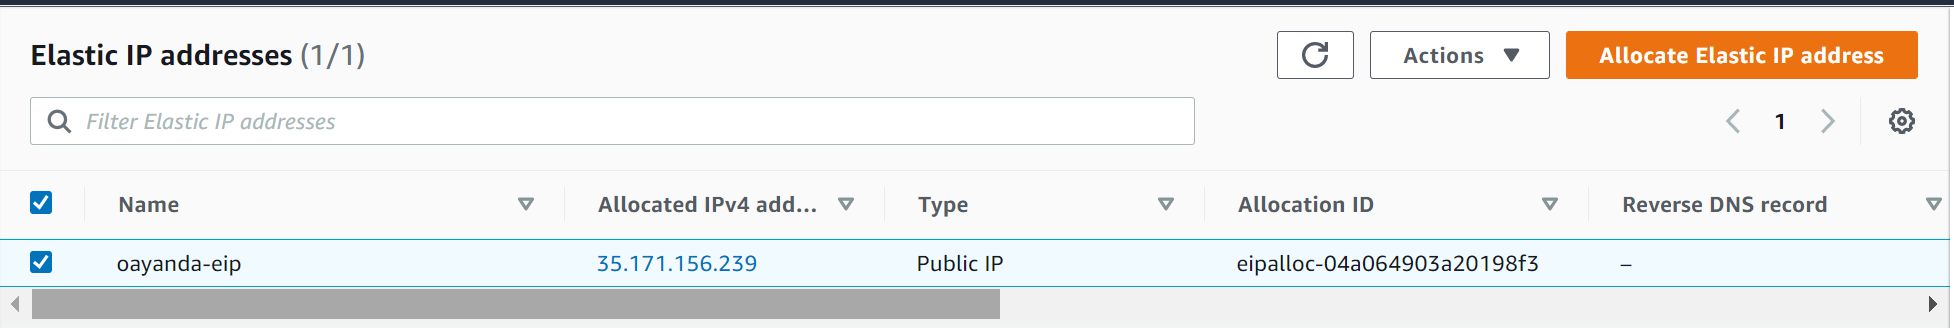 Elastic IP addresses (1/1)
Actions
Allocate Elastic IP address
Filter Elastic IP addresses
1
Name Allocated IPv4 add... Type Allocation ID Reverse DNS record
oayanda-eip 35.171.156.239 Public IP eipalloc-04a064903a20198f3 –